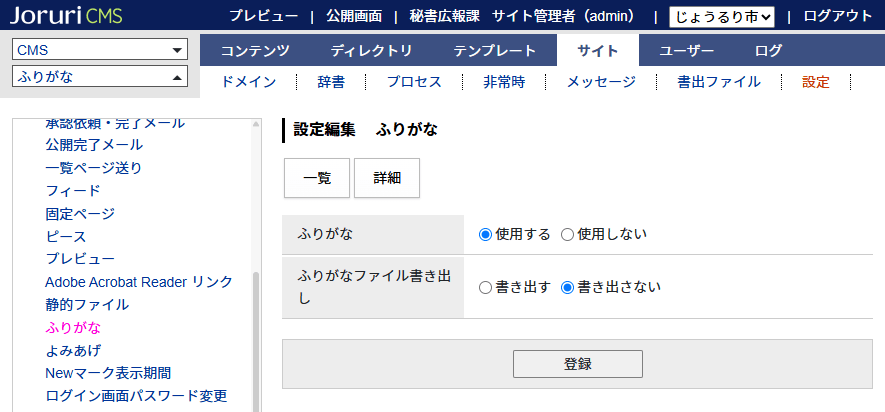 Joruri CMS プレビュー | 公開画面 | 秘書広報課 サイト管理者（admin） | じょうるり市 | ログアウト
CMS
ふりがな
コンテンツ ディレクトリ テンプレート サイト ユーザー ログ
ドメイン 辞書 プロセス 非常時 メッセージ 書出ファイル 設定
承認依頼・完了メール
公開完了メール
一覧ページ送り
フィード
固定ページ
ピース
プレビュー
Adobe Acrobat Reader リンク
静的ファイル
ふりがな
よみあげ
Newマーク表示期間
ログイン画面パスワード変更
設定編集 ふりがな
一覧 詳細
ふりがな 使用する 使用しない
ふりがなファイル書き出
し
書き出す 書き出さない
登録